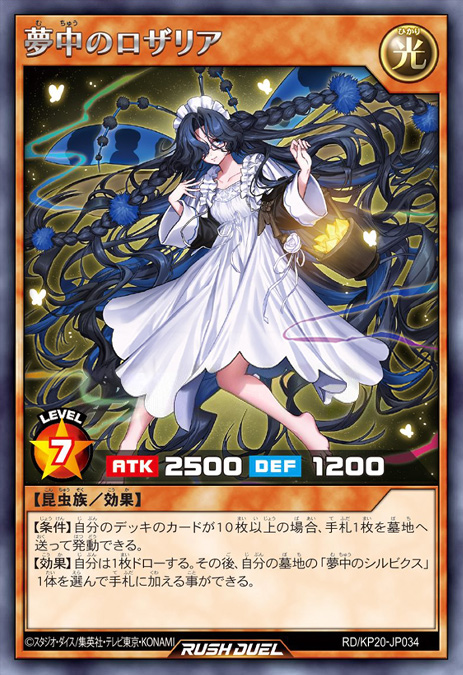 夢中のロザリア
光
LEVEL
7
ATK 2500 DEF 1200
【昆虫族/効果】
【条件】自分のデッキのカードが10枚以上の場合、手札1枚を墓地へ
送って発動できる。
【効果】自分は1枚ドローする。その後、自分の墓地の「夢中のシルビクス」
1体を選んで手札に加える事ができる。
©スタジオ・ダイス/集英社・テレビ東京・KONAMI
RUSH DUEL
RD/KP20-JP034